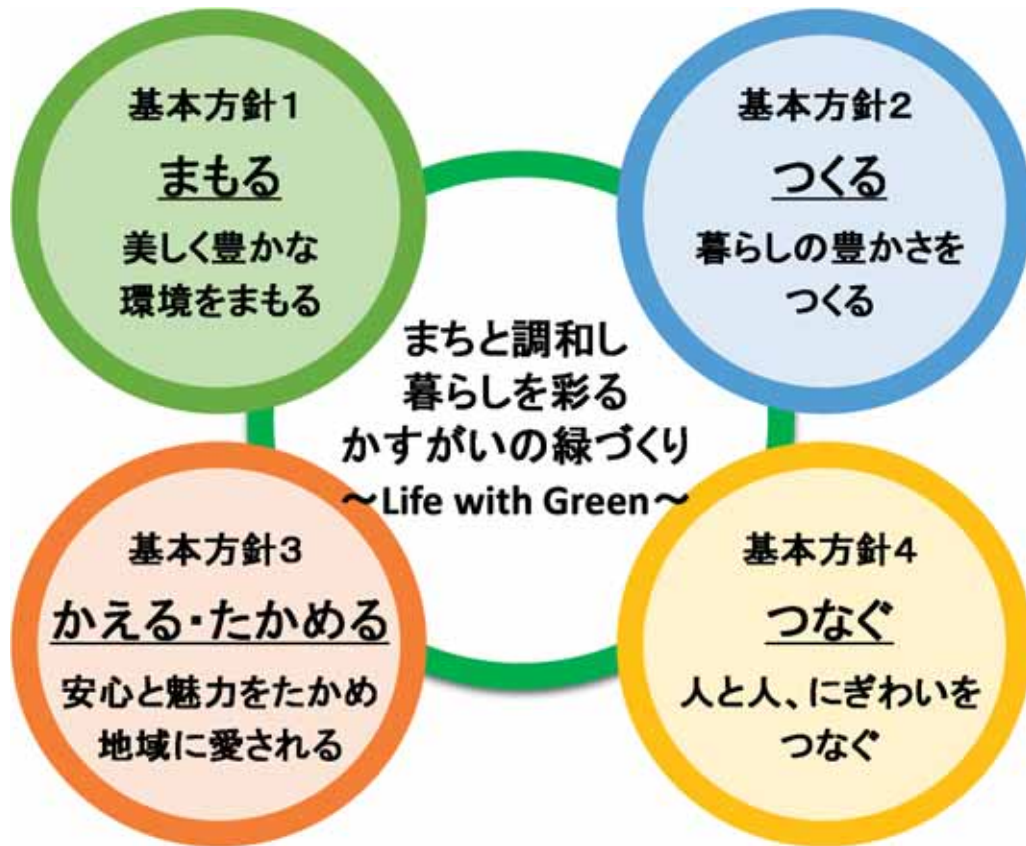 基本方針1
まもる
美しく豊かな
環境をまもる
基本方針2
つくる
暮らしの豊かさを
つくる
まちと調和し
暮らしを彩る
かすがいの緑づくり
～Life with Green～
基本方針3
かえる・たかめる
安心と魅力をたかめ
地域に愛される
基本方針4
つなぐ
人と人、にぎわいを
つなぐ